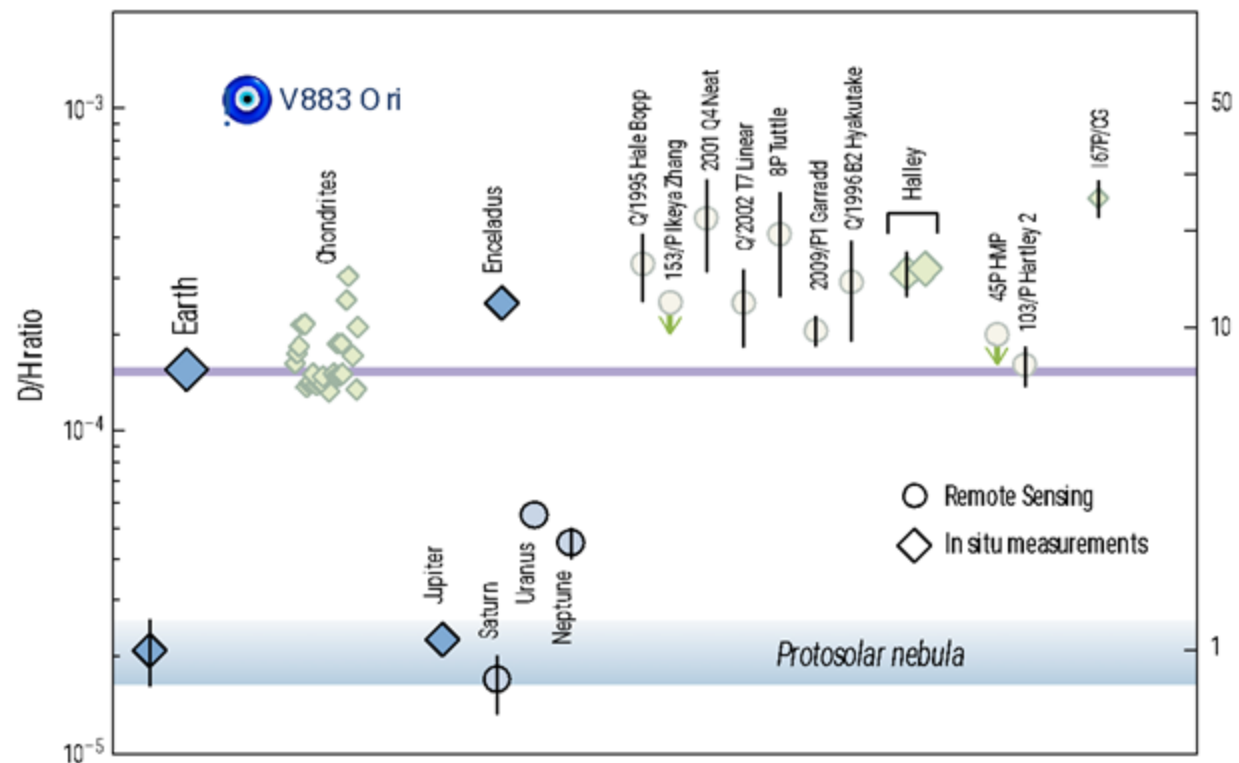 D/H ratio
10⁻³
10⁻⁴
10⁻⁵
50
10
1
V883 Ori
Earth
Chondrites
Enceladus
C/1995 Hale Bopp
153/P Ikeya Zhang
2001 Q4 Neat
C/2002 T7 Linear
8P Tuttle
2009/P1 Garradd
C/1996 B2 Hyakutake
Halley
45P HMP
103/P Hartley 2
67P/CG
Remote Sensing
In situ measurements
Jupiter
Saturn
Uranus
Neptune
Protosolar nebula